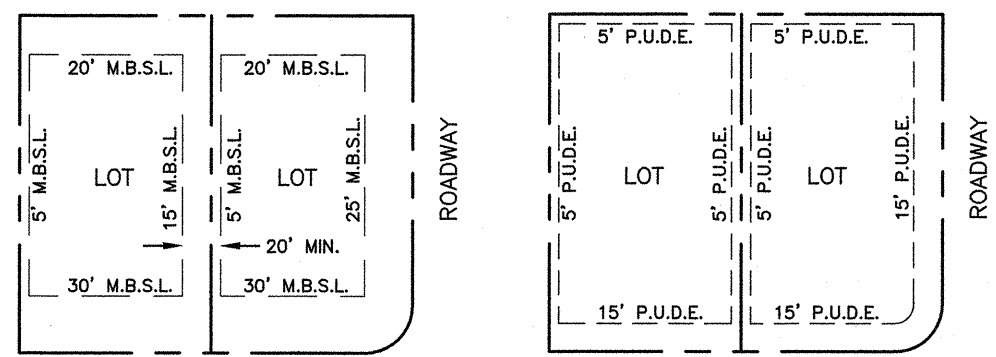 20' M.B.S.L.
20' M.B.S.L.
5' M.B.S.L.
LOT
15' M.B.S.L.
5' M.B.S.L.
LOT
25' M.B.S.L.
ROADWAY
20' MIN.
30' M.B.S.L.
30' M.B.S.L.
5' P.U.D.E.
5' P.U.D.E.
5' P.U.D.E.
LOT
5' P.U.D.E.
5' P.U.D.E.
LOT
15' P.U.D.E.
ROADWAY
15' P.U.D.E.
15' P.U.D.E.